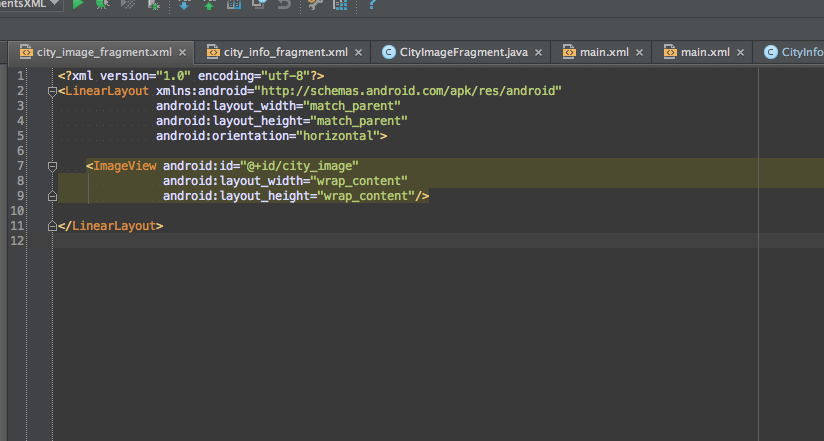 mentsXML
city_image_fragment.xml × city_info_fragment.xml × C CityImageFragment.java × main.xml × main.xml × C CityInfo
1 <?xml version="1.0" encoding="utf-8"?>
2 <LinearLayout xmlns:android="http://schemas.android.com/apk/res/android"
3 android:layout_width="match_parent"
4 android:layout_height="match_parent"
5 android:orientation="horizontal">
6
7 <ImageView android:id="@+id/city_image"
8 android:layout_width="wrap_content"
9 android:layout_height="wrap_content"/>
10
11 </LinearLayout>
12